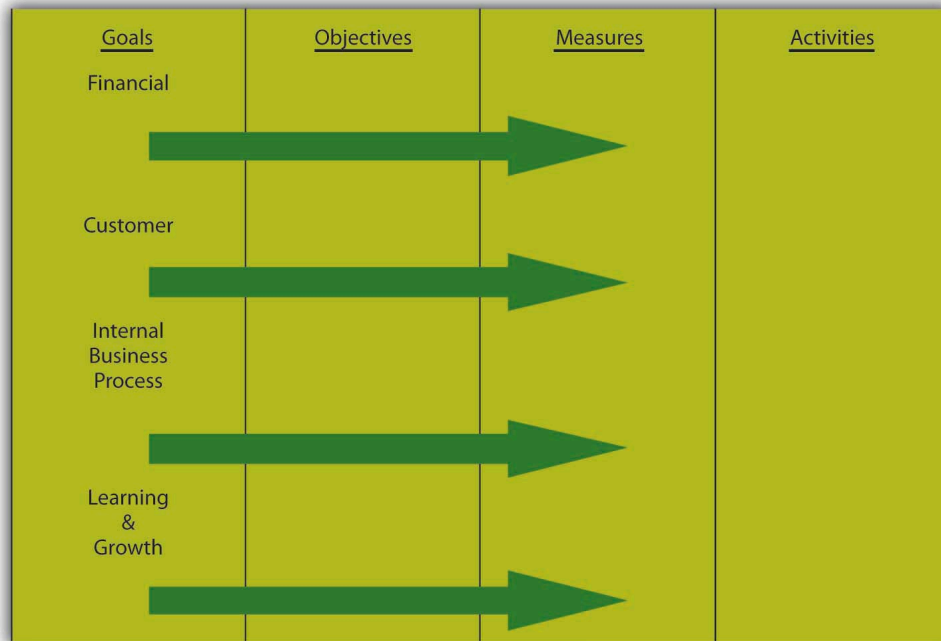 Goals Objectives Measures Activities
Financial
Customer
Internal
Business
Process
Learning
&
Growth